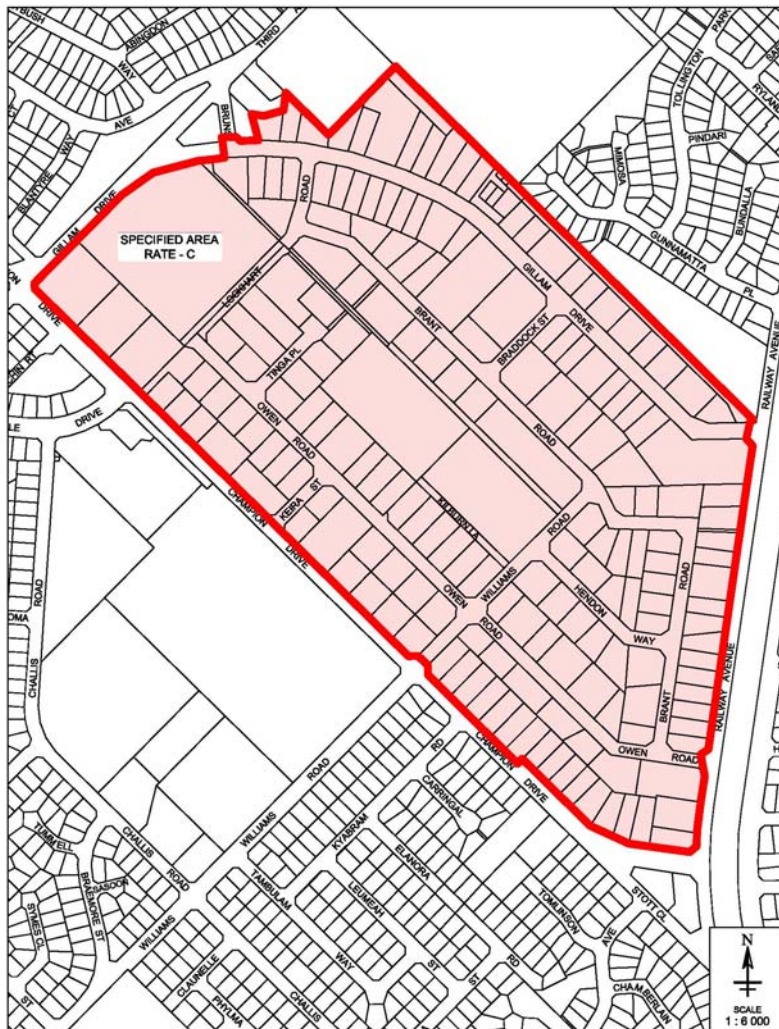 ABINGDON
WAY
THIRD
AVE
WAY
BLANTYRE
TOLLINGTON
PARK
PINDARI
MIMOSA
BUNDALLA
GUNNAMATTA
PL
GILLAM DRIVE
SPECIFIED AREA
RATE - C
ROAD
LOCKHART
TINGA PL
BRANT
ROAD
BRADDOCK ST
GILLAM
DRIVE
RAILWAY AVENUE
DRIVE
DRIVE
OWEN
ROAD
KEIRA ST
CHAMPION
DRIVE
KILBURN LA
WILLIAMS ROAD
OWEN
ROAD
HENDON
WAY
ROAD
BRANT
OWEN ROAD
RAILWAY AVENUE
CHALLIS
ROAD
CHAMPION
DRIVE
WILLIAMS
ROAD
KYABRAM
RD
CARRINGAL
ELANORA
RD
TAMBULAM
WAY
LEUMEAH
ST
ST
TOMLINSON
AVE
STOTT CL
CHAMBERLAIN
CHALLIS
ROAD
TUMMELL
BRAEMORE ST
SASOON
SYMES CL
ST
WILLIAMS
CLAUNELLE
PHYLMA
CHALLIS
N
SCALE
1 : 6 000